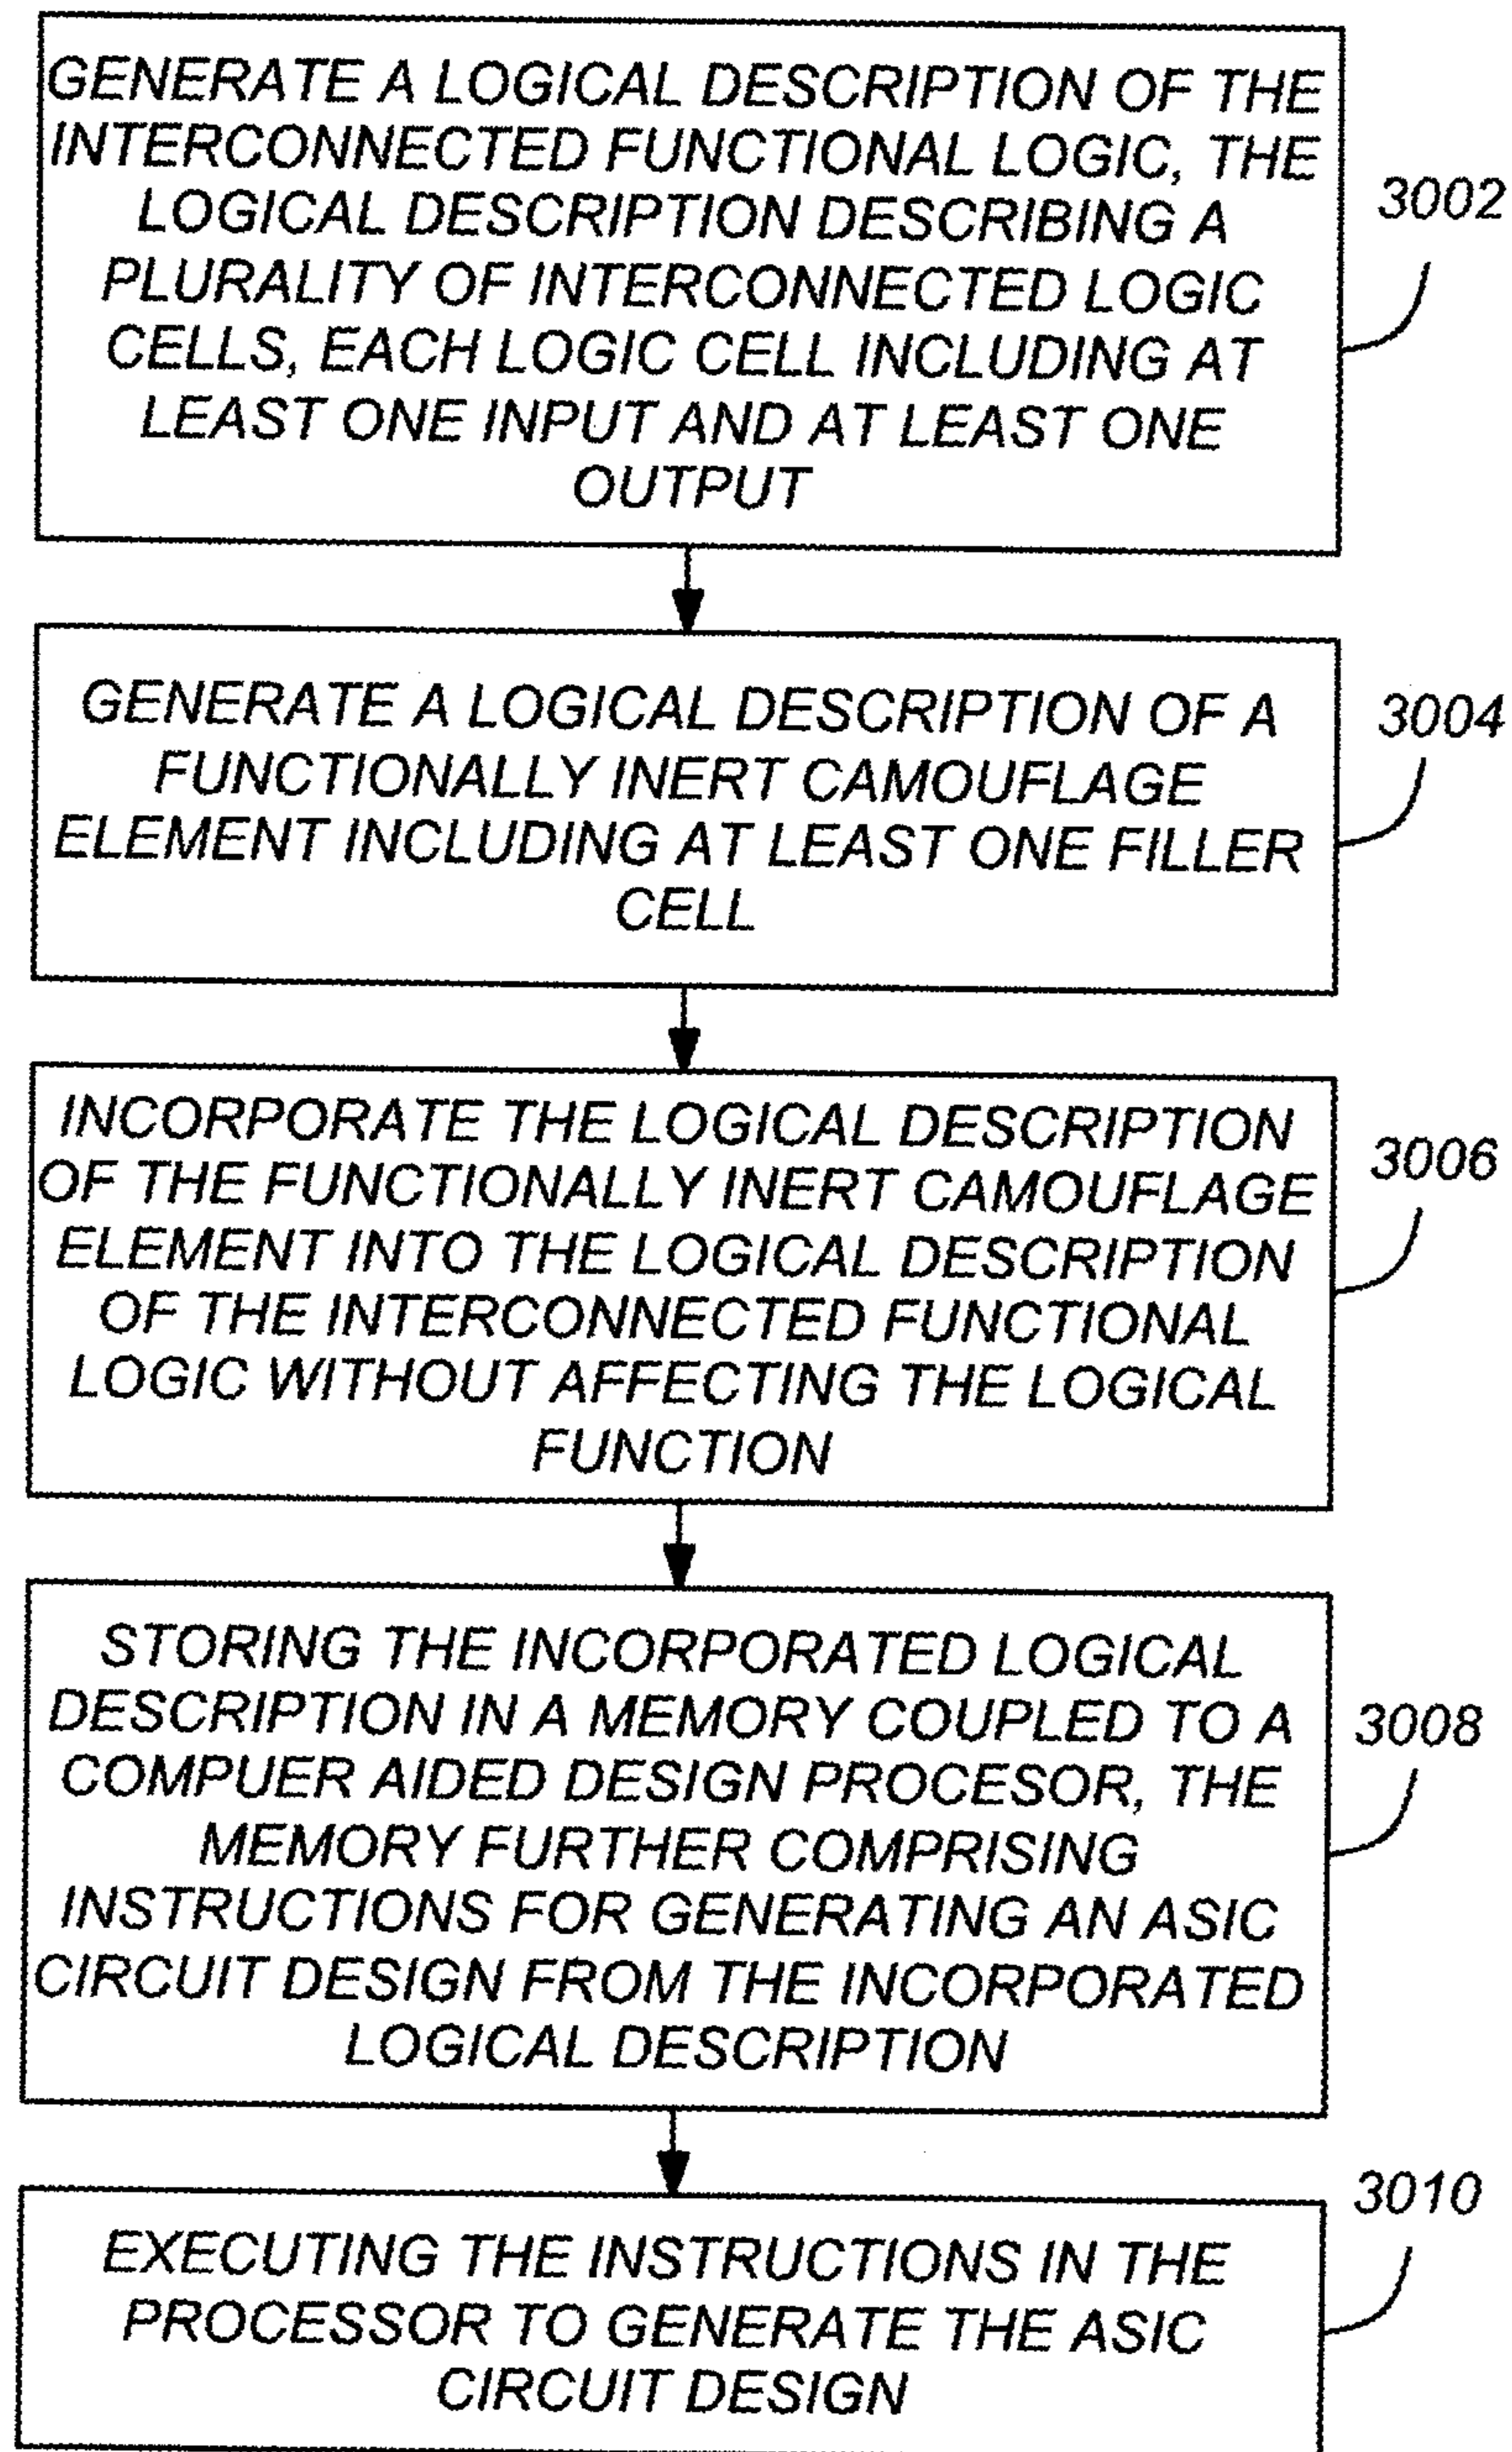 GENERATE A LOGICAL DESCRIPTION OF THE
INTERCONNECTED FUNCTIONAL LOGIC, THE
LOGICAL DESCRIPTION DESCRIBING A
PLURALITY OF INTERCONNECTED LOGIC
CELLS, EACH LOGIC CELL INCLUDING AT
LEAST ONE INPUT AND AT LEAST ONE
OUTPUT
3002
GENERATE A LOGICAL DESCRIPTION OF A
FUNCTIONALLY INERT CAMOUFLAGE
ELEMENT INCLUDING AT LEAST ONE FILLER
CELL
3004
INCORPORATE THE LOGICAL DESCRIPTION
OF THE FUNCTIONALLY INERT CAMOUFLAGE
ELEMENT INTO THE LOGICAL DESCRIPTION
OF THE INTERCONNECTED FUNCTIONAL
LOGIC WITHOUT AFFECTING THE LOGICAL
FUNCTION
3006
STORING THE INCORPORATED LOGICAL
DESCRIPTION IN A MEMORY COUPLED TO A
COMPUER AIDED DESIGN PROCESOR, THE
MEMORY FURTHER COMPRISING
INSTRUCTIONS FOR GENERATING AN ASIC
CIRCUIT DESIGN FROM THE INCORPORATED
LOGICAL DESCRIPTION
3008
EXECUTING THE INSTRUCTIONS IN THE
PROCESSOR TO GENERATE THE ASIC
CIRCUIT DESIGN
3010